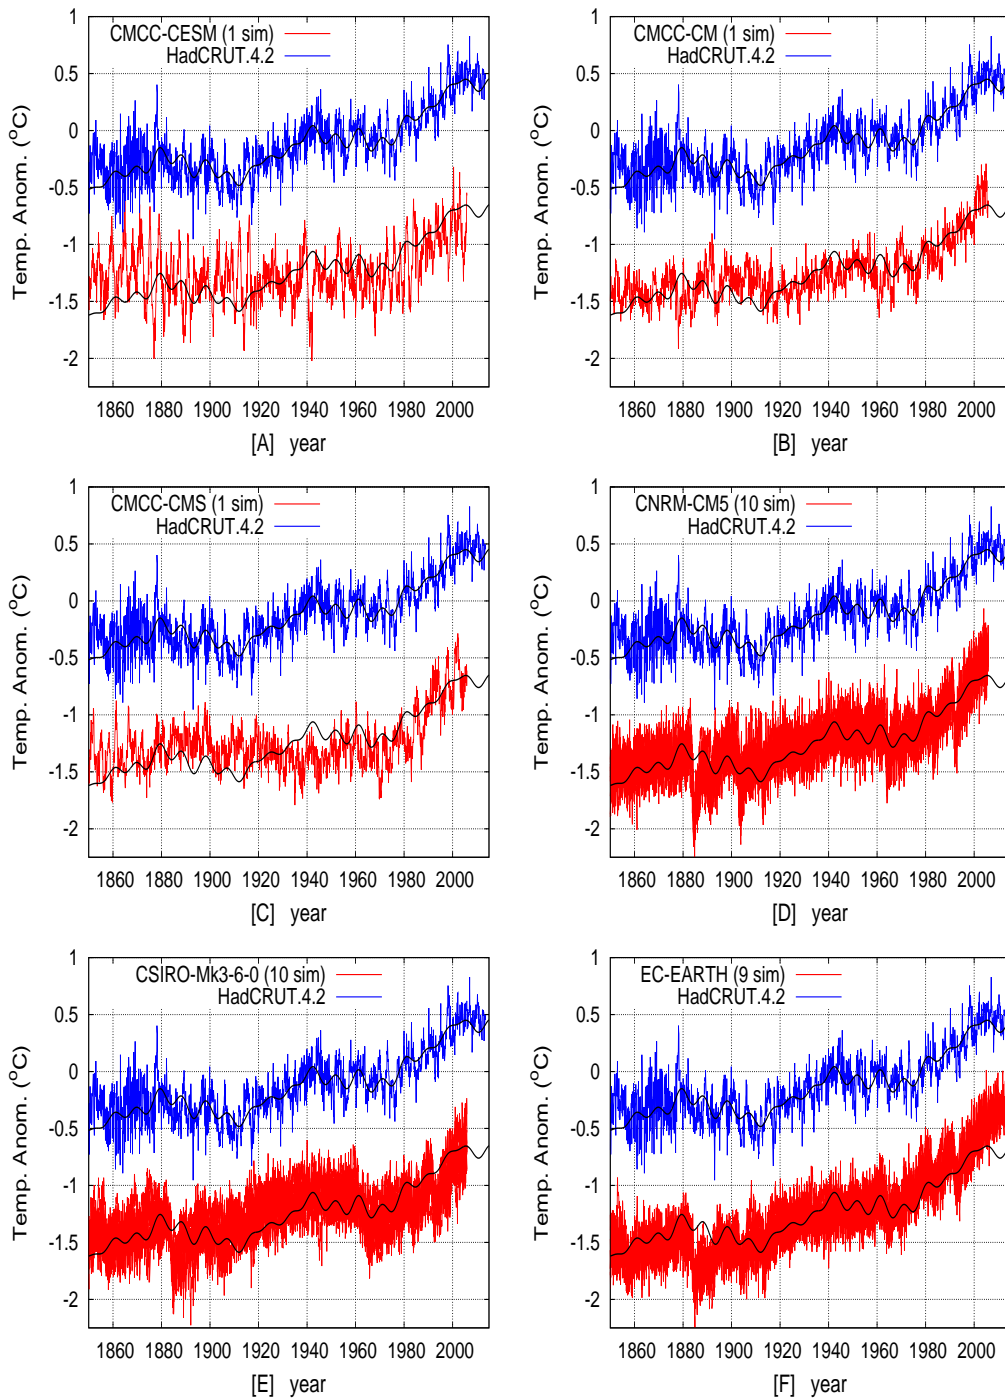 1
0.5
0
-0.5
-1
-1.5
-2
Temp. Anom. (°C)
CMCC-CESM (1 sim)
HadCRUT.4.2
1860 1880 1900 1920 1940 1960 1980 2000
[A] year
1
0.5
0
-0.5
-1
-1.5
-2
Temp. Anom. (°C)
CMCC-CM (1 sim)
HadCRUT.4.2
1860 1880 1900 1920 1940 1960 1980 2000
[B] year
1
0.5
0
-0.5
-1
-1.5
-2
Temp. Anom. (°C)
CMCC-CMS (1 sim)
HadCRUT.4.2
1860 1880 1900 1920 1940 1960 1980 2000
[C] year
1
0.5
0
-0.5
-1
-1.5
-2
Temp. Anom. (°C)
CNRM-CM5 (10 sim)
HadCRUT.4.2
1860 1880 1900 1920 1940 1960 1980 2000
[D] year
1
0.5
0
-0.5
-1
-1.5
-2
Temp. Anom. (°C)
CSIRO-Mk3-6-0 (10 sim)
HadCRUT.4.2
1860 1880 1900 1920 1940 1960 1980 2000
[E] year
1
0.5
0
-0.5
-1
-1.5
-2
Temp. Anom. (°C)
EC-EARTH (9 sim)
HadCRUT.4.2
1860 1880 1900 1920 1940 1960 1980 2000
[F] year